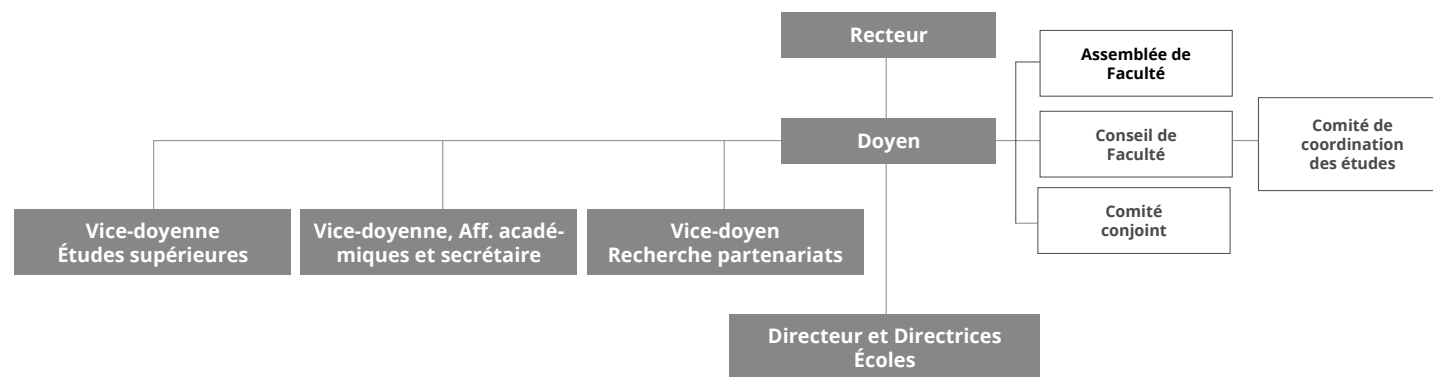 Recteur
Assemblée de
Faculté
Doyen
Conseil de
Faculté
Comité de
coordination
des études
Comité
conjoint
Vice-doyenne
Études supérieures
Vice-doyenne, Aff. acadé-
miques et secrétaire
Vice-doyen
Recherche partenariats
Directeur et Directrices
Écoles